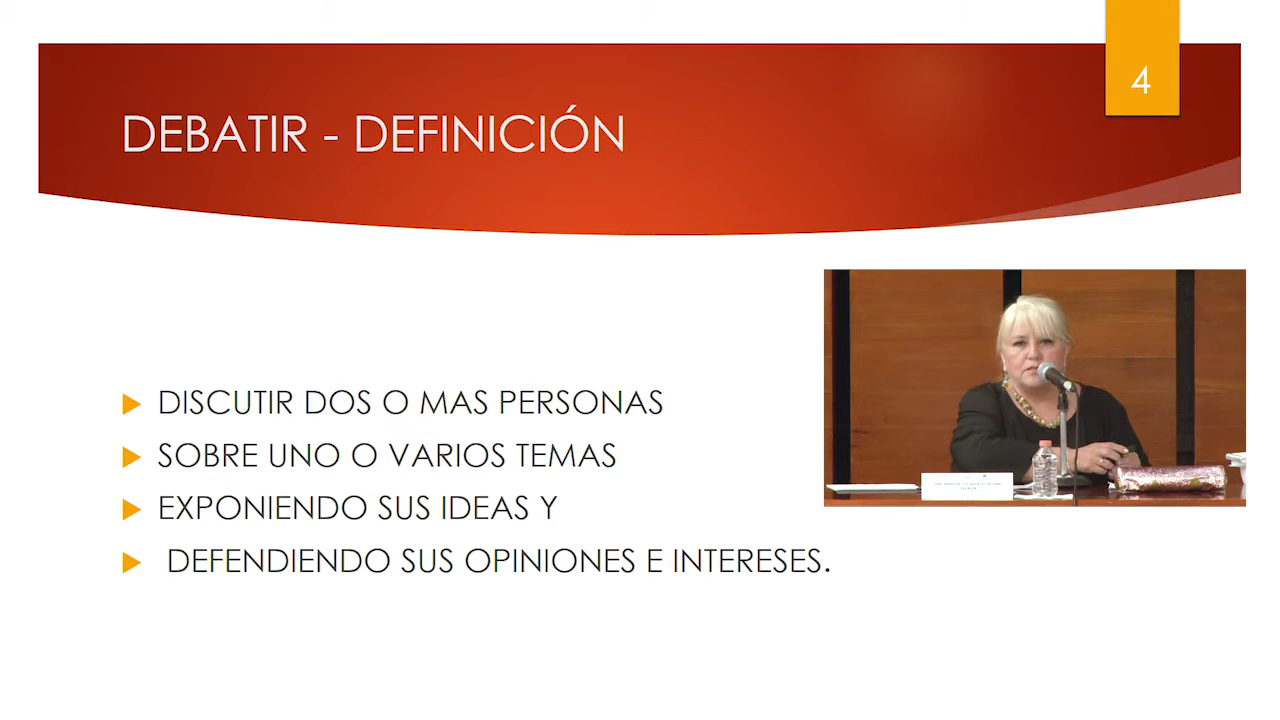 4
DEBATIR - DEFINICIÓN
DISCUTIR DOS O MAS PERSONAS
SOBRE UNO O VARIOS TEMAS
EXPONIENDO SUS IDEAS Y
DEFENDIENDO SUS OPINIONES E INTERESES.